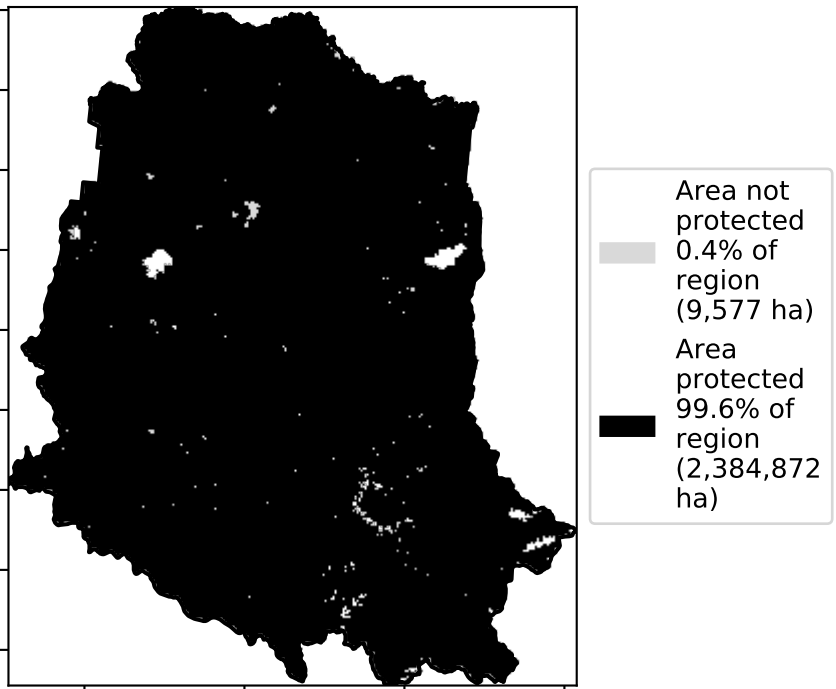 Area not
protected
0.4% of
region
(9,577 ha)
Area
protected
99.6% of
region
(2,384,872
ha)